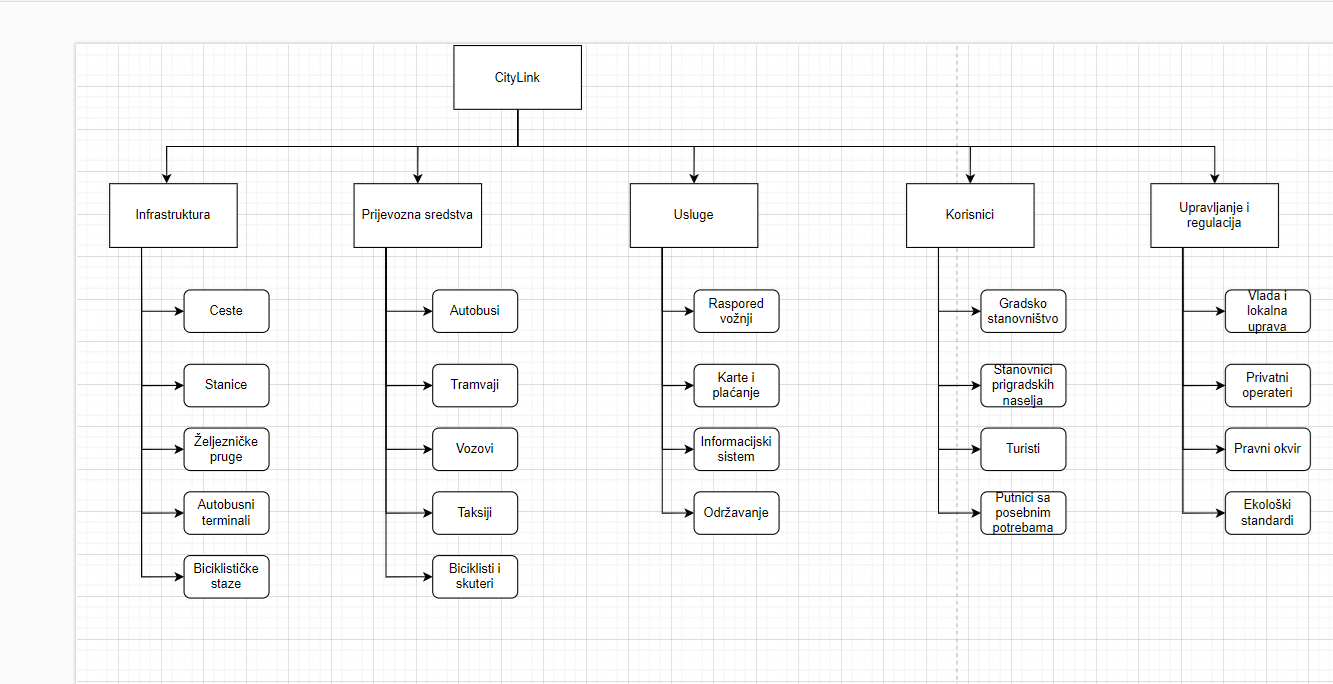 CityLink
Infrastruktura
Prijevozna sredstva
Usluge
Korisnici
Upravljanje i
regulacija
Ceste
Stanice
Željezničke
pruge
Autobusni
terminali
Biciklističke
staze
Autobusi
Tramvaji
Vozovi
Taksiji
Biciklisti i
skuteri
Raspored
vožnji
Karte i
plaćanje
Informacijski
sistem
Održavanje
Gradsko
stanovništvo
Stanovnici
prigradskih
naselja
Turisti
Putnici sa
posebnim
potrebama
Vlada i
lokalna
uprava
Privatni
operateri
Pravni okvir
Ekološki
standardi